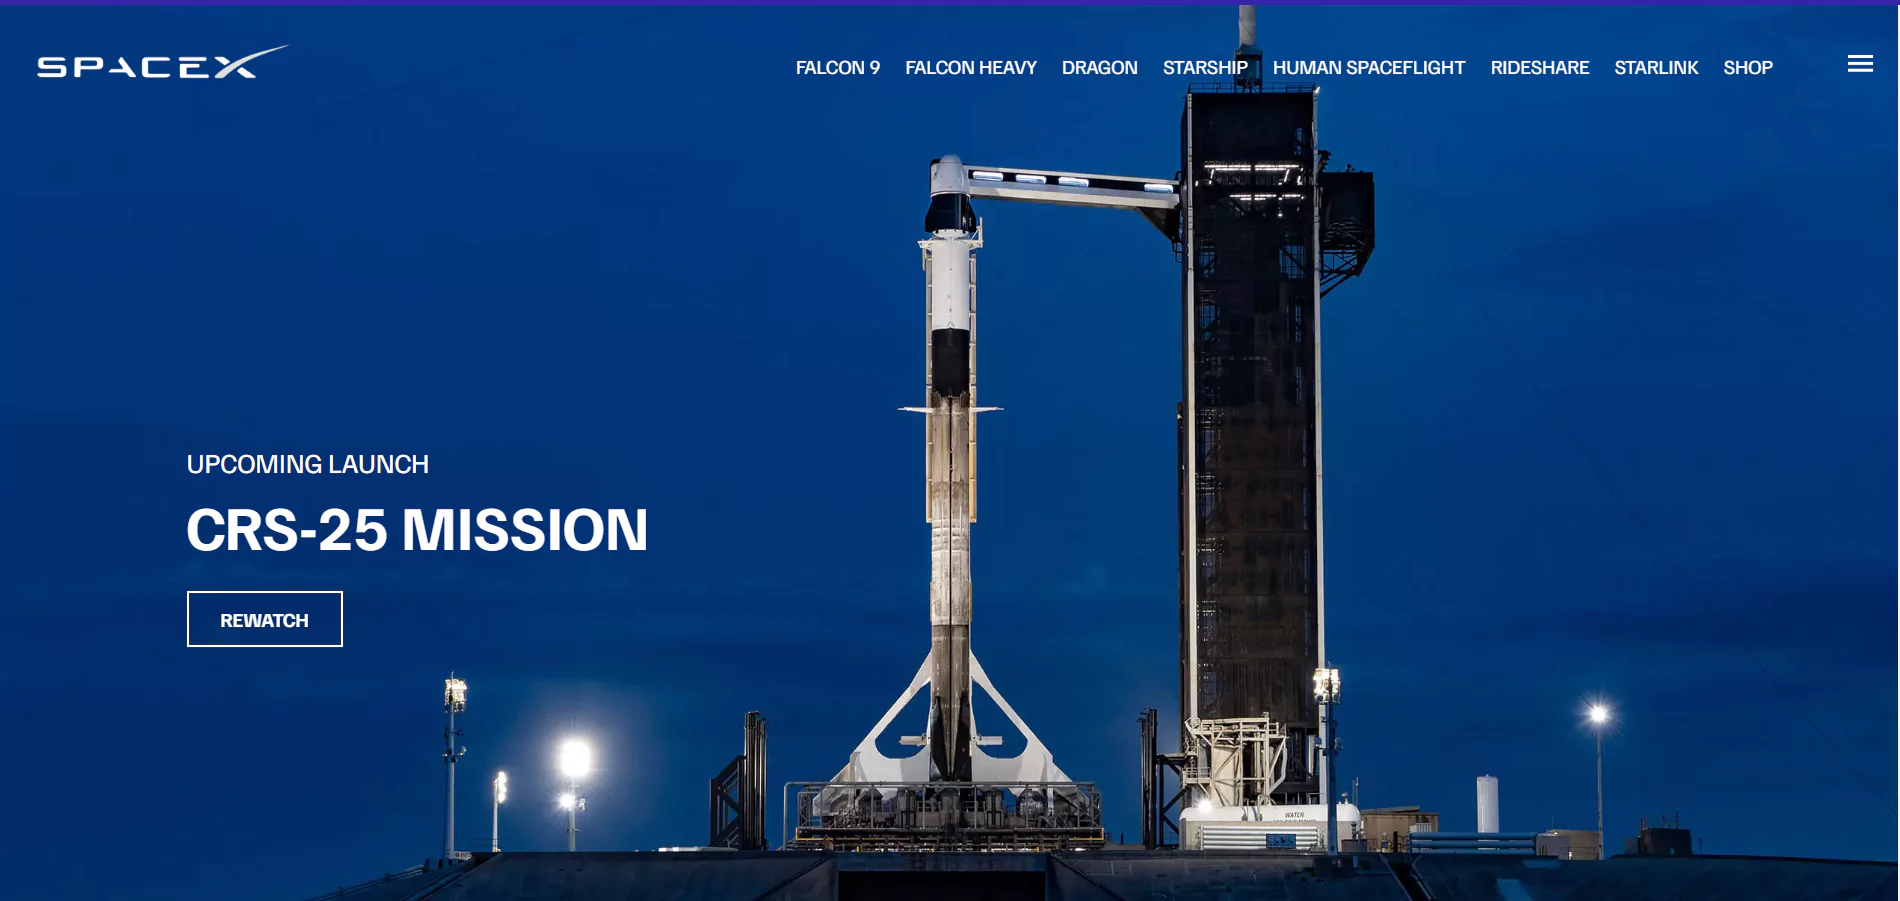 SPACEX
FALCON 9 FALCON HEAVY DRAGON STARSHIP HUMAN SPACEFLIGHT RIDESHARE STARLINK SHOP
UPCOMING LAUNCH
CRS-25 MISSION
REWATCH
WATER